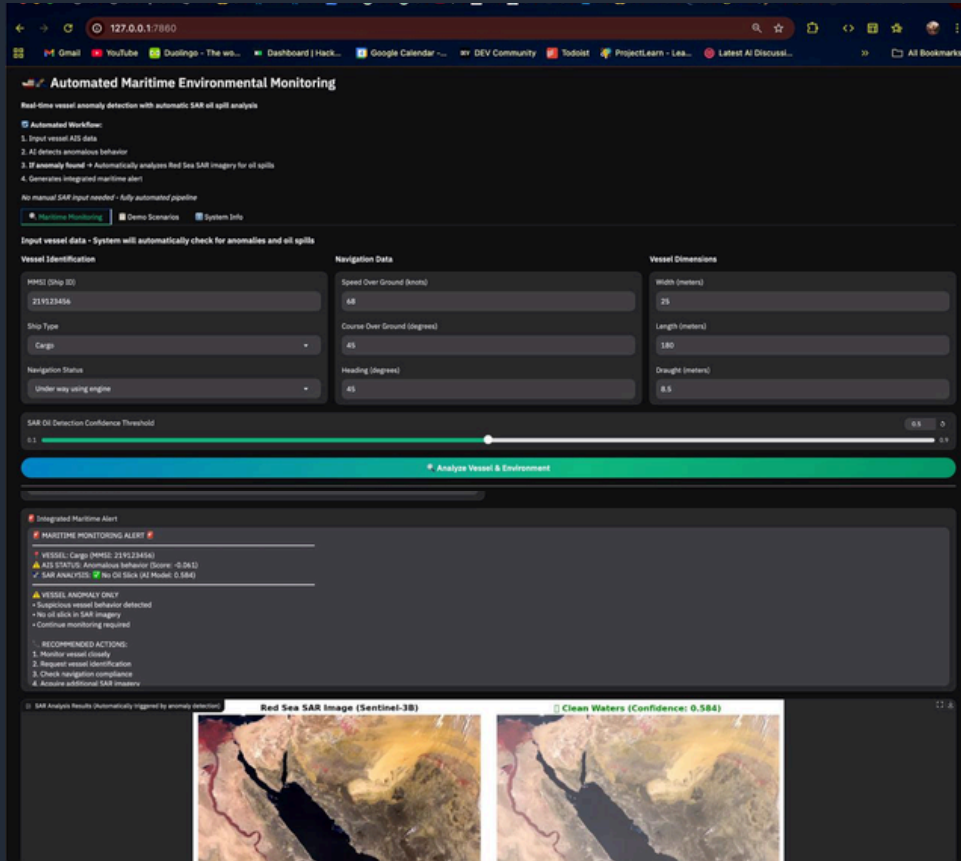 127.0.0.1:7860
Gmail YouTube Duolingo - The wo... Dashboard | Hack... Google Calendar -... DEV Community Todoist ProjectLearn - Lea... Latest AI Discussi... » All Bookmarks
Automated Maritime Environmental Monitoring
Real-time vessel anomaly detection with automatic SAR oil spill analysis
Automated Workflow:
1. Input vessel AIS data
2. AI detects anomalous behavior
3. If anomaly found → Automatically analyzes Red Sea SAR imagery for oil spills
4. Generates integrated maritime alert
No manual SAR input needed - fully automated pipeline
Maritime Monitoring Demo Scenarios System Info
Input vessel data - System will automatically check for anomalies and oil spills
Vessel Identification Navigation Data Vessel Dimensions
MMSI (Ship ID) Speed Over Ground (knots) Width (meters)
219123456 68 25
Ship Type Course Over Ground (degrees) Length (meters)
Cargo 45 180
Navigation Status Heading (degrees) Draught (meters)
Under way using engine 45 8.5
SAR Oil Detection Confidence Threshold 0.5
0.1 0.9
Analyze Vessel & Environment
Integrated Maritime Alert
MARITIME MONITORING ALERT
VESSEL: Cargo (MMSI: 219123456)
AIS STATUS: Anomalous behavior (Score: -0.061)
SAR ANALYSIS: No Oil Slick (AI Model: 0.584)
VESSEL ANOMALY ONLY
• Suspicious vessel behavior detected
• No oil slick in SAR imagery
• Continue monitoring required
RECOMMENDED ACTIONS:
1. Monitor vessel closely
2. Request vessel identification
3. Check navigation compliance
4. Acquire additional SAR imagery
SAR Analysis Results (Automatically triggered by anomaly detection)
Red Sea SAR Image (Sentinel-3B) Clean Waters (Confidence: 0.584)